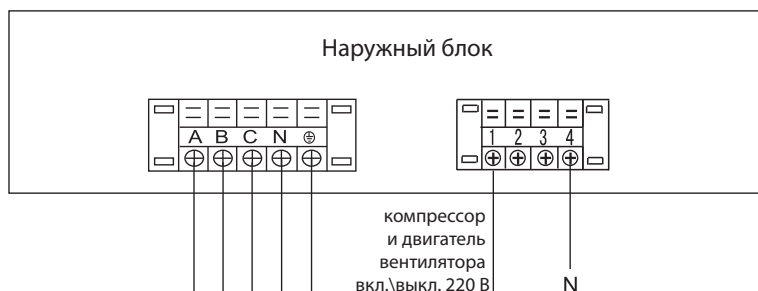 Наружный блок
A B C N
1 2 3 4
компрессор
и двигатель
вентилятора
вкл.\выкл. 220 В
N